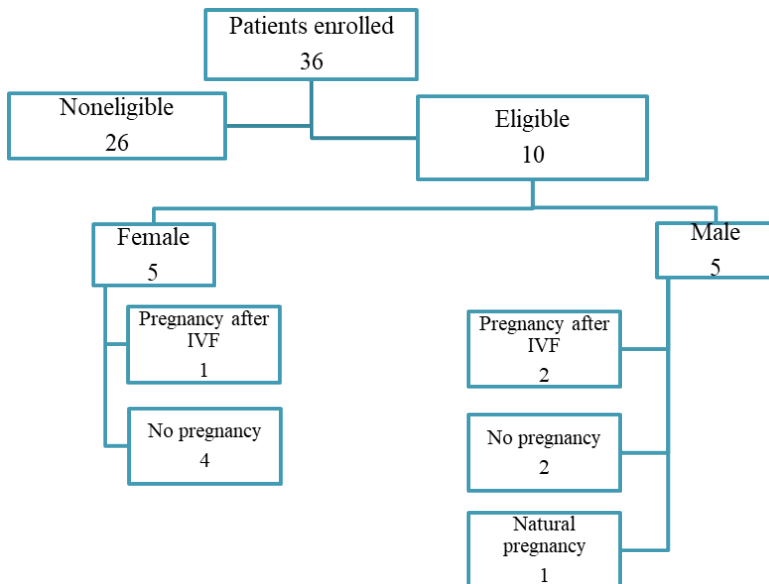 Patients enrolled
36
Noneligible
26
Eligible
10
Female
5
Male
5
Pregnancy after
IVF
1
No pregnancy
4
Pregnancy after
IVF
2
No pregnancy
2
Natural
pregnancy
1